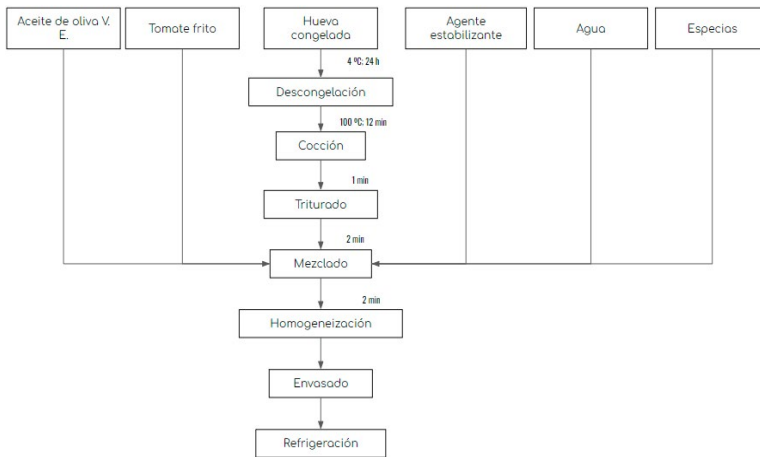 Aceite de oliva V.
E.
Tomate frito
Hueva
congelada
Agente
estabilizante
Agua
Especias
4 ºC; 24 h
Descongelación
100 ºC; 12 min
Cocción
1 min
Triturado
2 min
Mezclado
2 min
Homogeneización
Envasado
Refrigeración